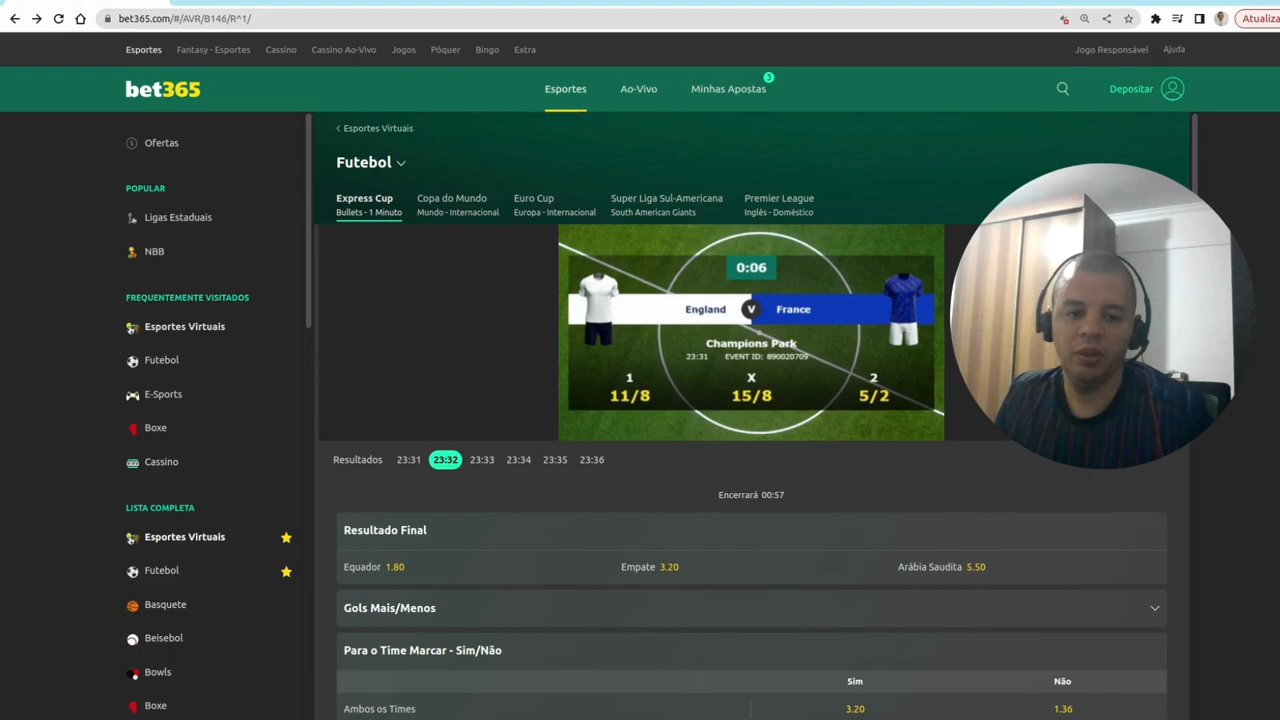 bet365.com/#/AVR/B146/R^1/
Atualiza
Esportes Fantasy - Esportes Cassino Cassino Ao-Vivo Jogos Pôquer Bingo Extra Jogo Responsável Ajuda
bet365 Esportes Ao-Vivo Minhas Apostas 3 Depositar
Ofertas
POPULAR
Ligas Estaduais
NBB
FREQUENTEMENTE VISITADOS
Esportes Virtuais
Futebol
E-Sports
Boxe
Cassino
LISTA COMPLETA
Esportes Virtuais
Futebol
Basquete
Beisebol
Bowls
Boxe
Esportes Virtuais
Futebol
Express Cup Copa do Mundo Euro Cup Super Liga Sul-Americana Premier League
Bullets - 1 Minuto Mundo - Internacional Europa - Internacional South American Giants Inglês - Doméstico
0:06
England V France
Champions Park
23:31 EVENT ID: 890020709
1 X 2
11/8 15/8 5/2
Resultados 23:31 23:32 23:33 23:34 23:35 23:36
Encerrará 00:57
Resultado Final
Equador 1.80 Empate 3.20 Arábia Saudita 5.50
Gols Mais/Menos
Para o Time Marcar - Sim/Não
Sim Não
Ambos os Times 3.20 1.36